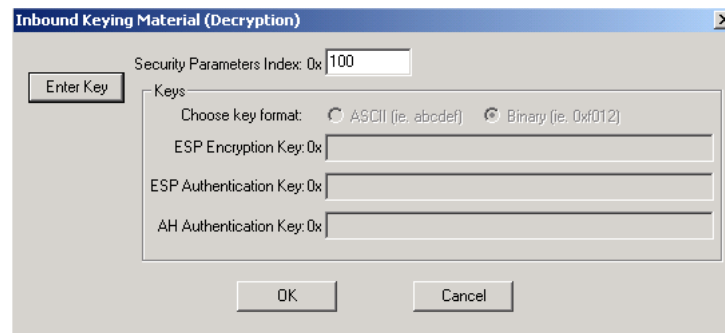 Inbound Keying Material (Decryption)
Security Parameters Index: 0x 100
Enter Key
Keys
Choose key format: ASCII (ie. abcdef) Binary (ie. 0xf012)
ESP Encryption Key: 0x
ESP Authentication Key: 0x
AH Authentication Key: 0x
OK Cancel